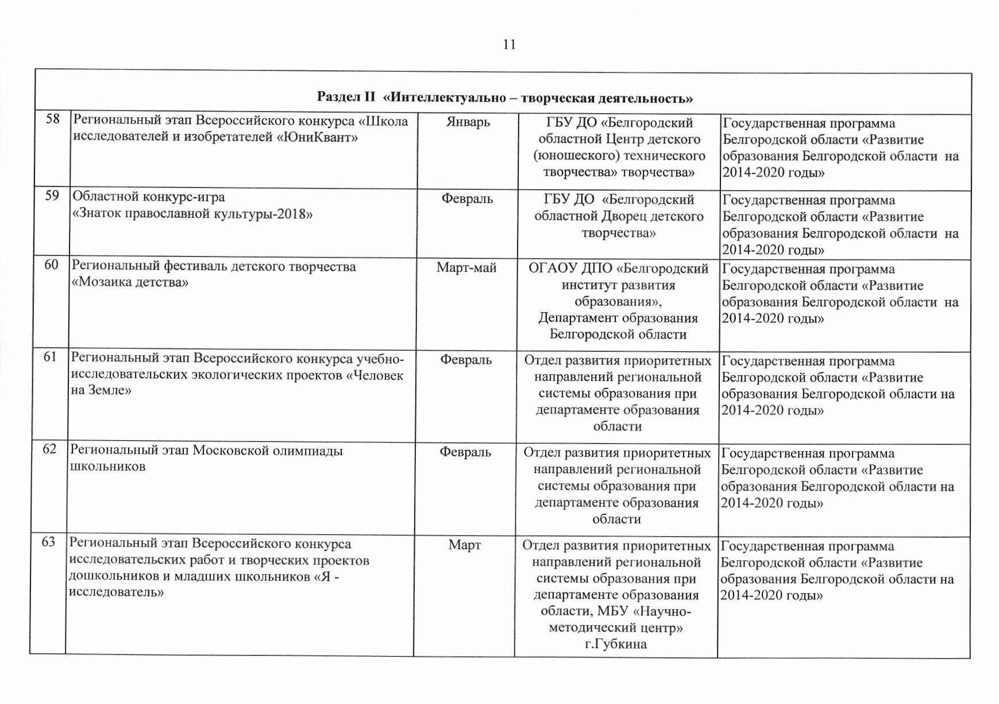 11
Раздел II «Интеллектуально – творческая деятельность»
58
Региональный этап Всероссийского конкурса «Школа
исследователей и изобретателей «ЮниКвант»
Январь
ГБУ ДО «Белгородский
областной Центр детского
(юношеского) технического
творчества» творчества»
Государственная программа
Белгородской области «Развитие
образования Белгородской области на
2014-2020 годы»
59
Областной конкурс-игра
«Знаток православной культуры-2018»
Февраль
ГБУ ДО «Белгородский
областной Дворец детского
творчества»
Государственная программа
Белгородской области «Развитие
образования Белгородской области на
2014-2020 годы»
60
Региональный фестиваль детского творчества
«Мозаика детства»
Март-май
ОГАОУ ДПО «Белгородский
институт развития
образования»,
Департамент образования
Белгородской области
Государственная программа
Белгородской области «Развитие
образования Белгородской области на
2014-2020 годы»
61
Региональный этап Всероссийского конкурса учебно-
исследовательских экологических проектов «Человек
на Земле»
Февраль
Отдел развития приоритетных
направлений региональной
системы образования при
департаменте образования
области
Государственная программа
Белгородской области «Развитие
образования Белгородской области на
2014-2020 годы»
62
Региональный этап Московской олимпиады
школьников
Февраль
Отдел развития приоритетных
направлений региональной
системы образования при
департаменте образования
области
Государственная программа
Белгородской области «Развитие
образования Белгородской области на
2014-2020 годы»
63
Региональный этап Всероссийского конкурса
исследовательских работ и творческих проектов
дошкольников и младших школьников «Я -
исследователь»
Март
Отдел развития приоритетных
направлений региональной
системы образования при
департаменте образования
области, МБУ «Научно-
методический центр»
г.Губкина
Государственная программа
Белгородской области «Развитие
образования Белгородской области на
2014-2020 годы»